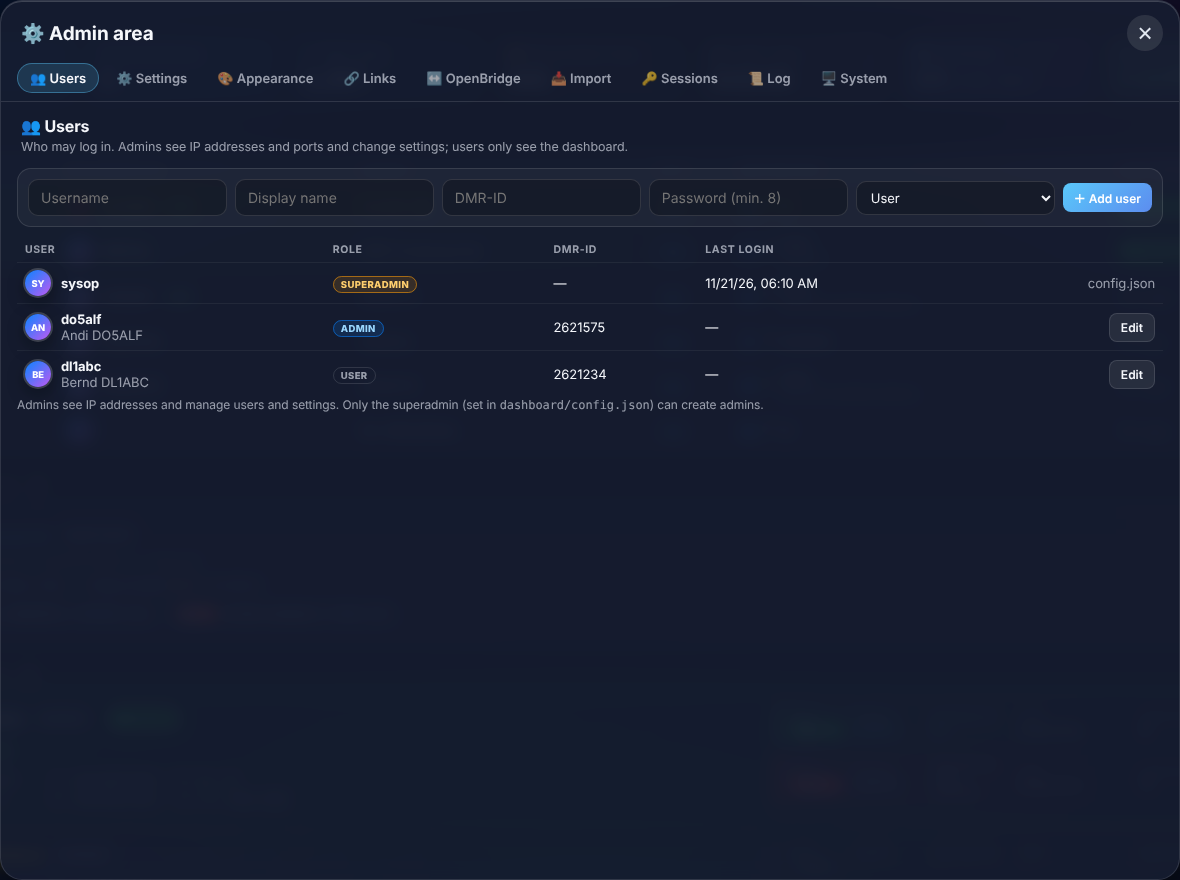 ⚙️ Admin area
✕
👥 Users ⚙️ Settings 🎨 Appearance 🔗 Links ↔️ OpenBridge 📥 Import 🔑 Sessions 📜 Log 🖥️ System
👥 Users
Who may log in. Admins see IP addresses and ports and change settings; users only see the dashboard.
Username Display name DMR-ID Password (min. 8) User + Add user
USER ROLE DMR-ID LAST LOGIN
SY sysop SUPERADMIN — 11/21/26, 06:10 AM config.json
AN do5alf ADMIN 2621575 — Edit
Andi DO5ALF
BE dl1abc USER 2621234 — Edit
Bernd DL1ABC
Admins see IP addresses and manage users and settings. Only the superadmin (set in dashboard/config.json) can create admins.